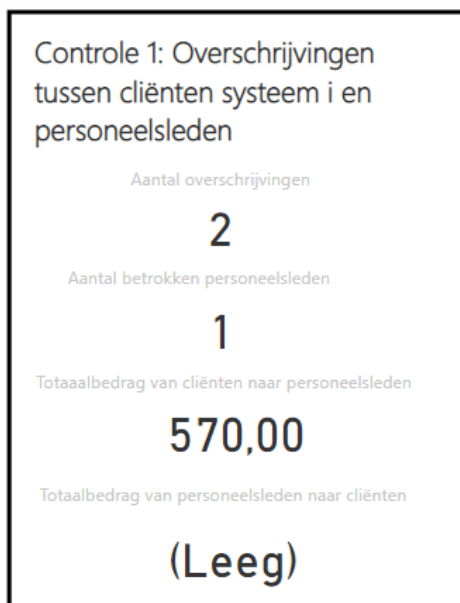 Controle 1: Overschrijvingen
tussen cliënten systeem i en
personeelsleden
Aantal overschrijvingen
2
Aantal betrokken personeelsleden
1
Totaaalbedrag van cliënten naar personeelsleden
570,00
Totaalbedrag van personeelsleden naar cliënten
(Leeg)